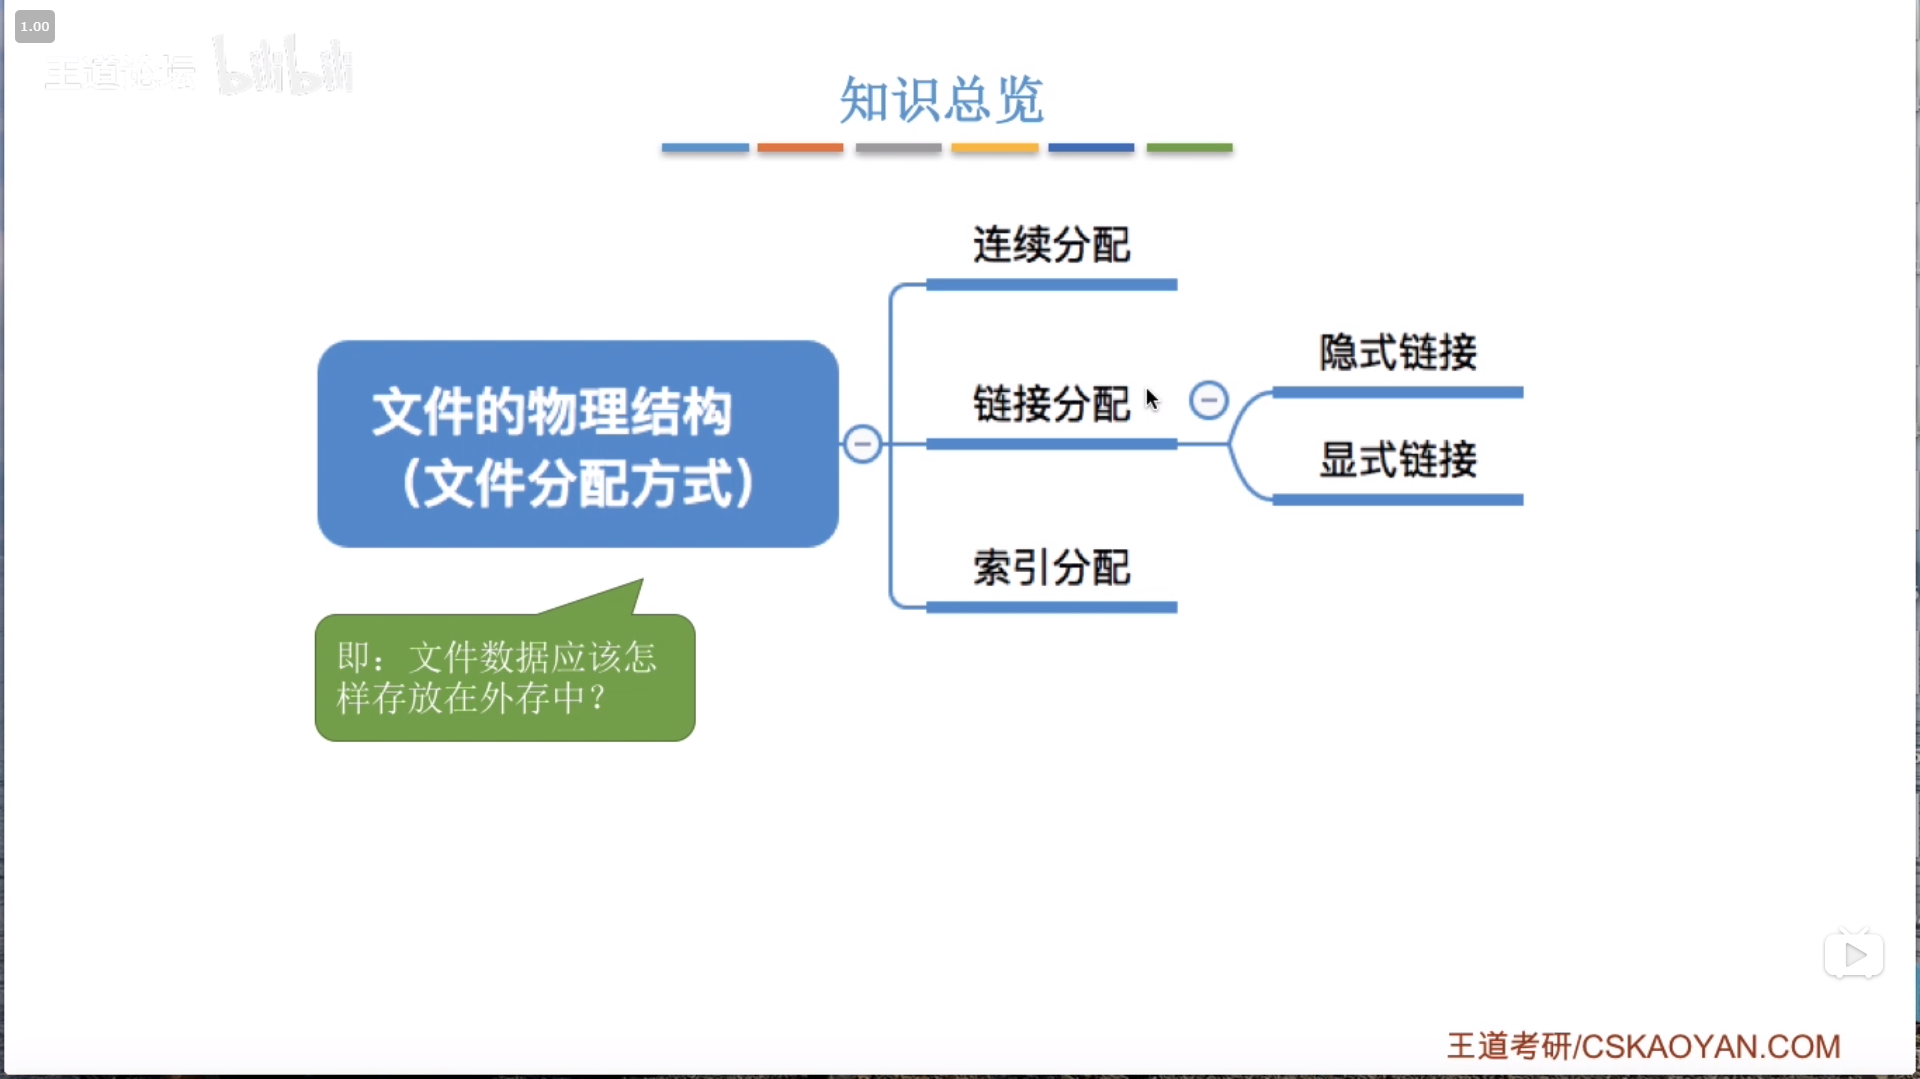 1.00
王道论坛 bilibili
知识总览
连续分配
隐式链接
链接分配
显式链接
文件的物理结构
（文件分配方式）
索引分配
即：文件数据应该怎
样存放在外存中？
王道考研/CSKAOYAN.COM